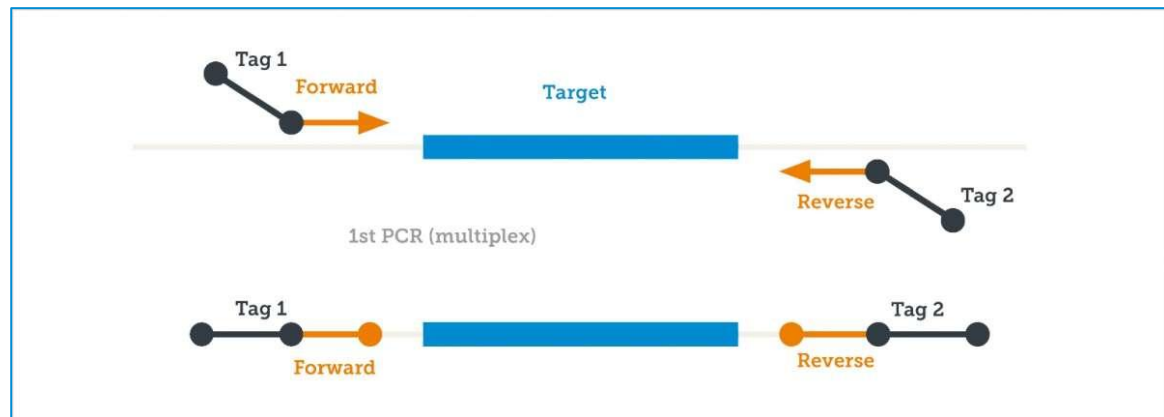 Tag 1
Forward
Target
Reverse
Tag 2
1st PCR (multiplex)
Tag 1
Tag 2
Forward
Reverse